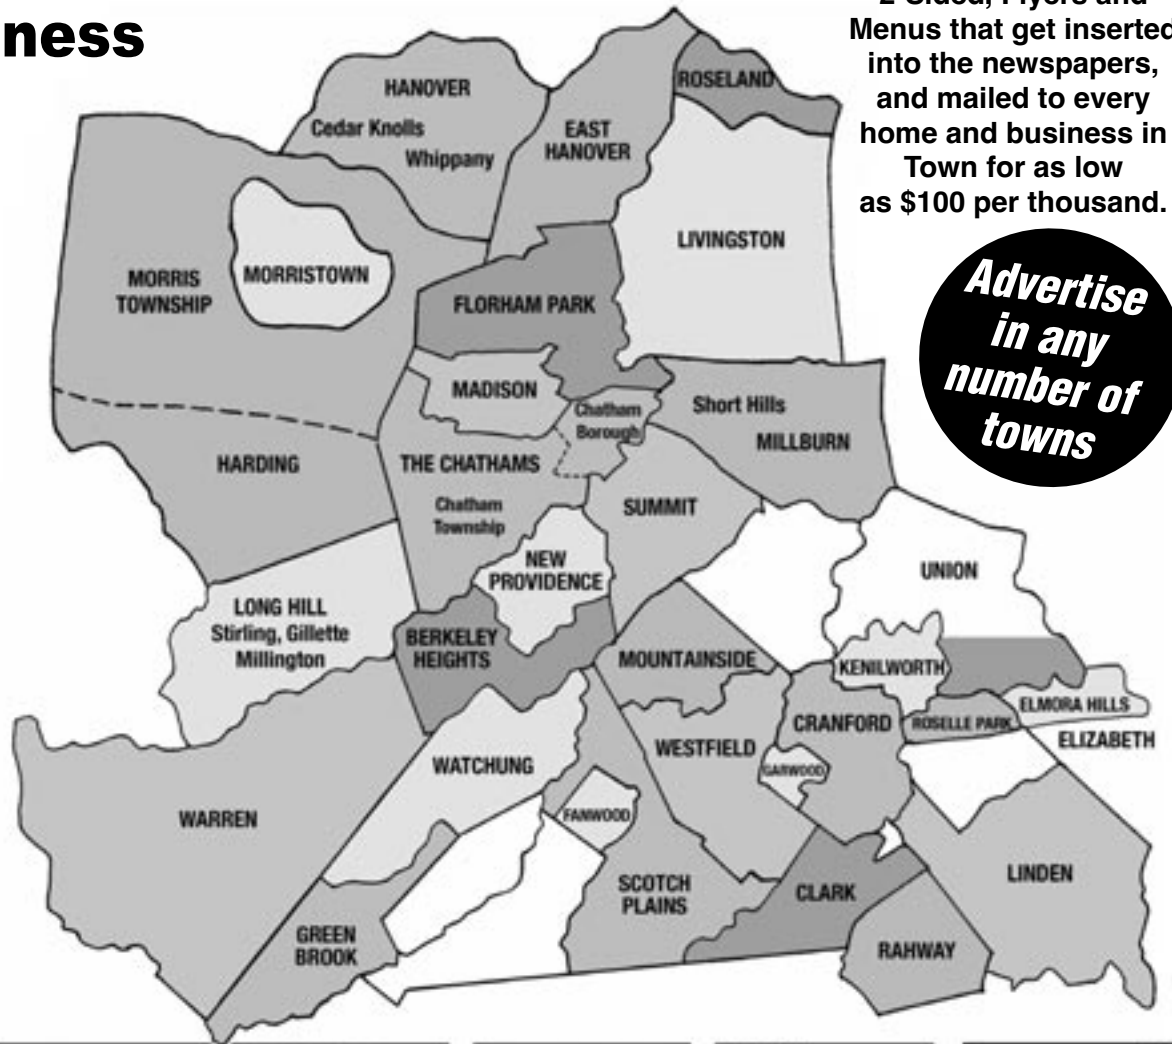 ness
2-Sided, Flyers and
Menus that get inserted
into the newspapers,
and mailed to every
home and business in
Town for as low
as $100 per thousand.
Advertise
in any
number of
towns
HANOVER
Cedar Knolls
Whippany
EAST
HANOVER
ROSELAND
LIVINGSTON
MORRIS
TOWNSHIP
MORRISTOWN
FLORHAM PARK
MADISON
Chatham
Borough
Short Hills
MILLBURN
HARDING
THE CHATHAMS
Chatham
Township
SUMMIT
NEW
PROVIDENCE
UNION
LONG HILL
Stirling, Gillette
Millington
BERKELEY
HEIGHTS
MOUNTAINSIDE
KENILWORTH
ELMORA HILLS
ROSELLE PARK
CRANFORD
ELIZABETH
WESTFIELD
GARWOOD
WATCHUNG
WARREN
FANWOOD
LINDEN
SCOTCH
PLAINS
CLARK
GREEN
BROOK
RAHWAY